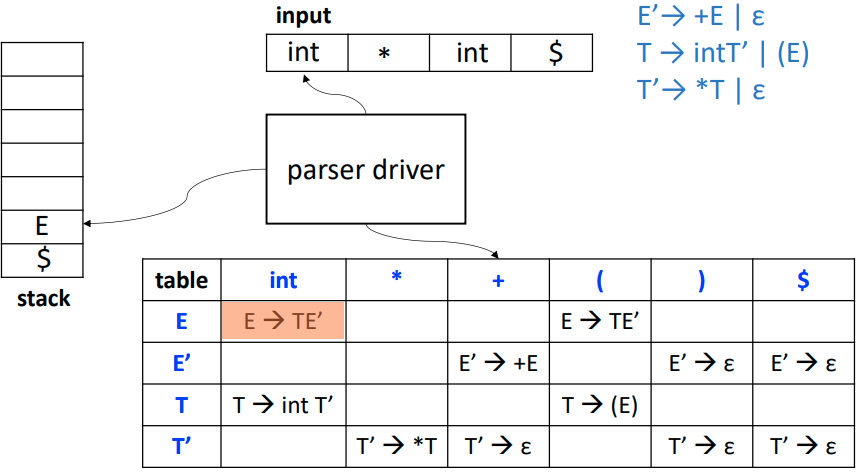 input
E’→ +E | ε
int * int $
T → intT’ | (E)
T’→ *T | ε
parser driver
E
$
stack
table int * + ( ) $
E E → TE’ E → TE’
E’ E’ → +E E’ → ε E’ → ε
T T → int T’ T → (E)
T’ T’ → *T T’ → ε T’ → ε T’ → ε